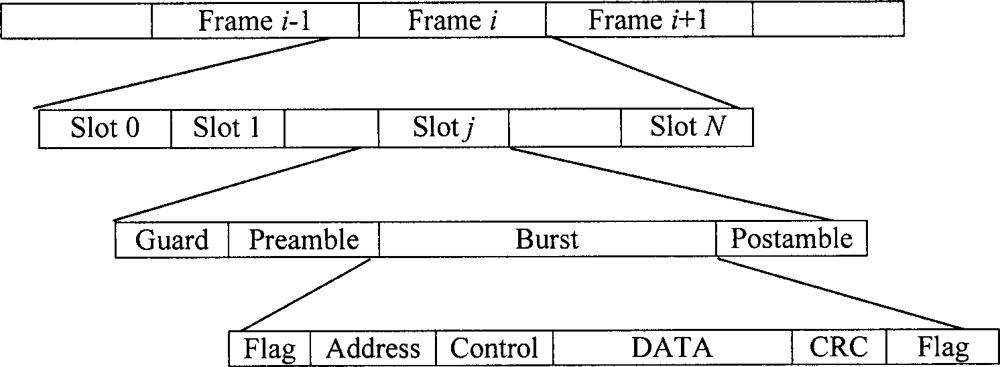 Frame i-1 Frame i Frame i+1
Slot 0 Slot 1 Slot j Slot N
Guard Preamble Burst Postamble
Flag Address Control DATA CRC Flag